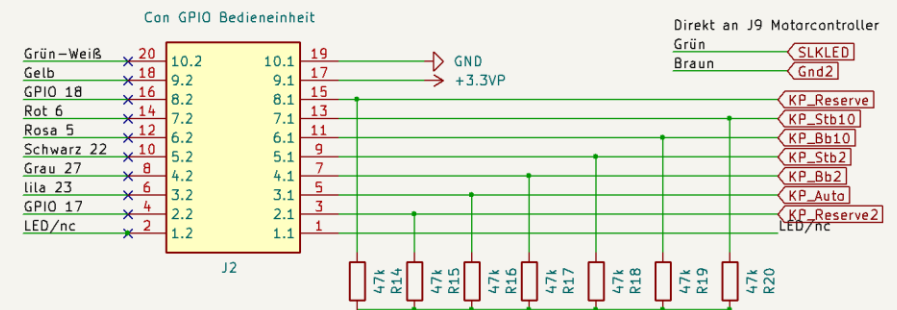 Con GPIO Bedieneinheit
Direkt an J9 Motorcontroller
Grün SLKLED
Braun Gnd2
Grün-Weiß 20 10.2 10.1 19 GND
Gelb 18 9.2 9.1 17 +3.3VP
GPIO 18 16 8.2 8.1 15 KP_Reserve
Rot 6 14 7.2 7.1 13 KP_Stb10
Rosa 5 12 6.2 6.1 11 KP_Bb10
Schwarz 22 10 5.2 5.1 9 KP_Stb2
Grau 27 8 4.2 4.1 7 KP_Bb2
lila 23 6 3.2 3.1 5 KP_Auto
GPIO 17 4 2.2 2.1 3 KP_Reserve2
LED/nc 2 1.2 1.1 1 LED/nc
J2
47k R14
47k R15
47k R16
47k R17
47k R18
47k R19
47k R20